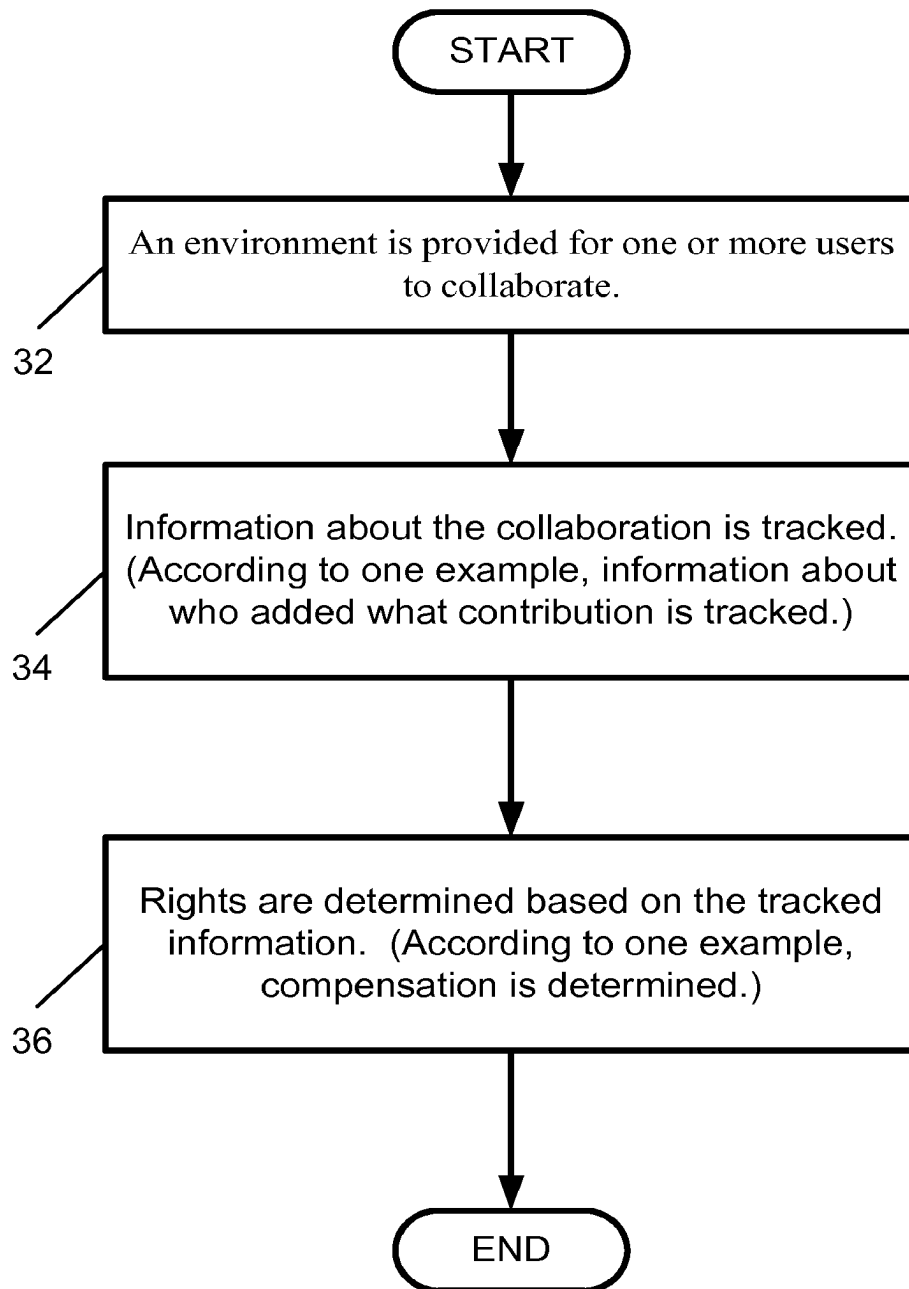 START
An environment is provided for one or more users
to collaborate.
32
Information about the collaboration is tracked.
(According to one example, information about
who added what contribution is tracked.)
34
Rights are determined based on the tracked
information.  (According to one example,
compensation is determined.)
36
END